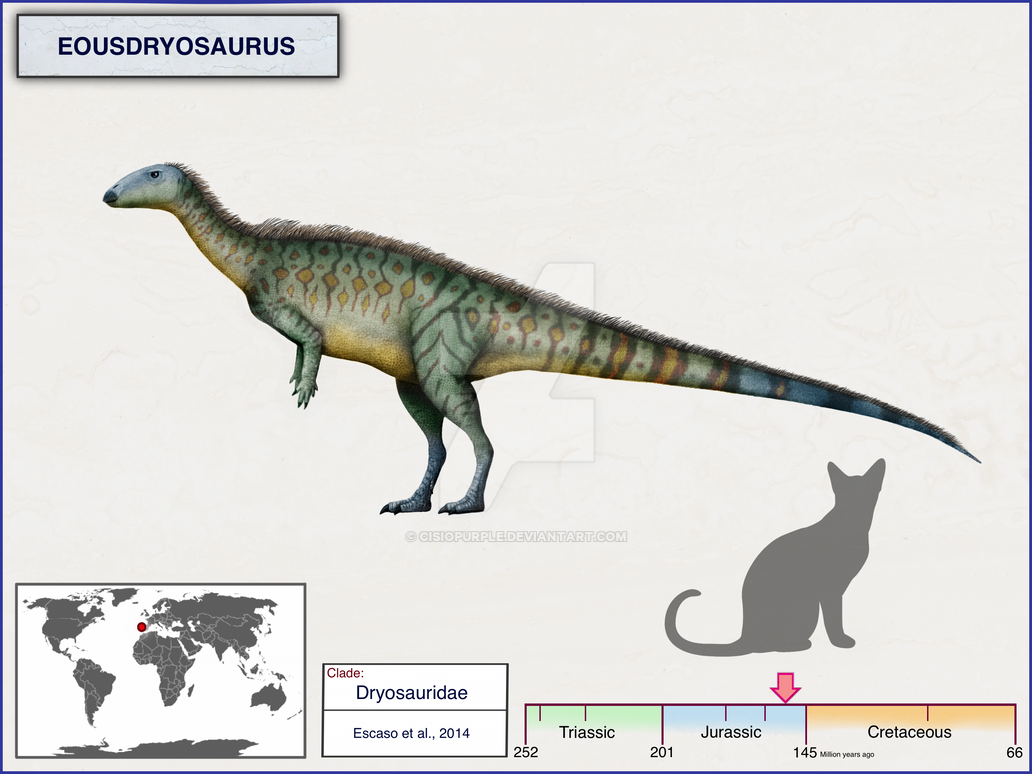 EOUSDRYOSAURUS
© CISIOPURPLE.DEVIANTART.COM
Clade:
Dryosauridae
Escaso et al., 2014
Triassic
Jurassic
Cretaceous
252
201
145 Million years ago
66